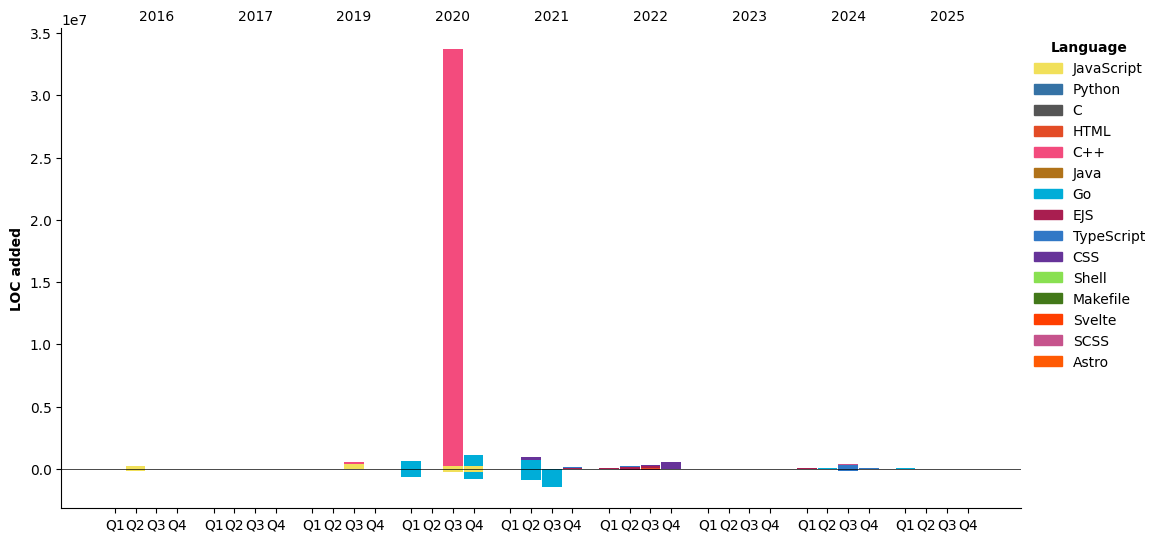 2016 2017 2019 2020 2021 2022 2023 2024 2025
1e7
3.5
3.0
2.5
2.0
1.5
1.0
0.5
0.0
LOC added
Q1 Q2 Q3 Q4 Q1 Q2 Q3 Q4 Q1 Q2 Q3 Q4 Q1 Q2 Q3 Q4 Q1 Q2 Q3 Q4 Q1 Q2 Q3 Q4 Q1 Q2 Q3 Q4 Q1 Q2 Q3 Q4 Q1 Q2 Q3 Q4
Language
JavaScript
Python
C
HTML
C++
Java
Go
EJS
TypeScript
CSS
Shell
Makefile
Svelte
SCSS
Astro